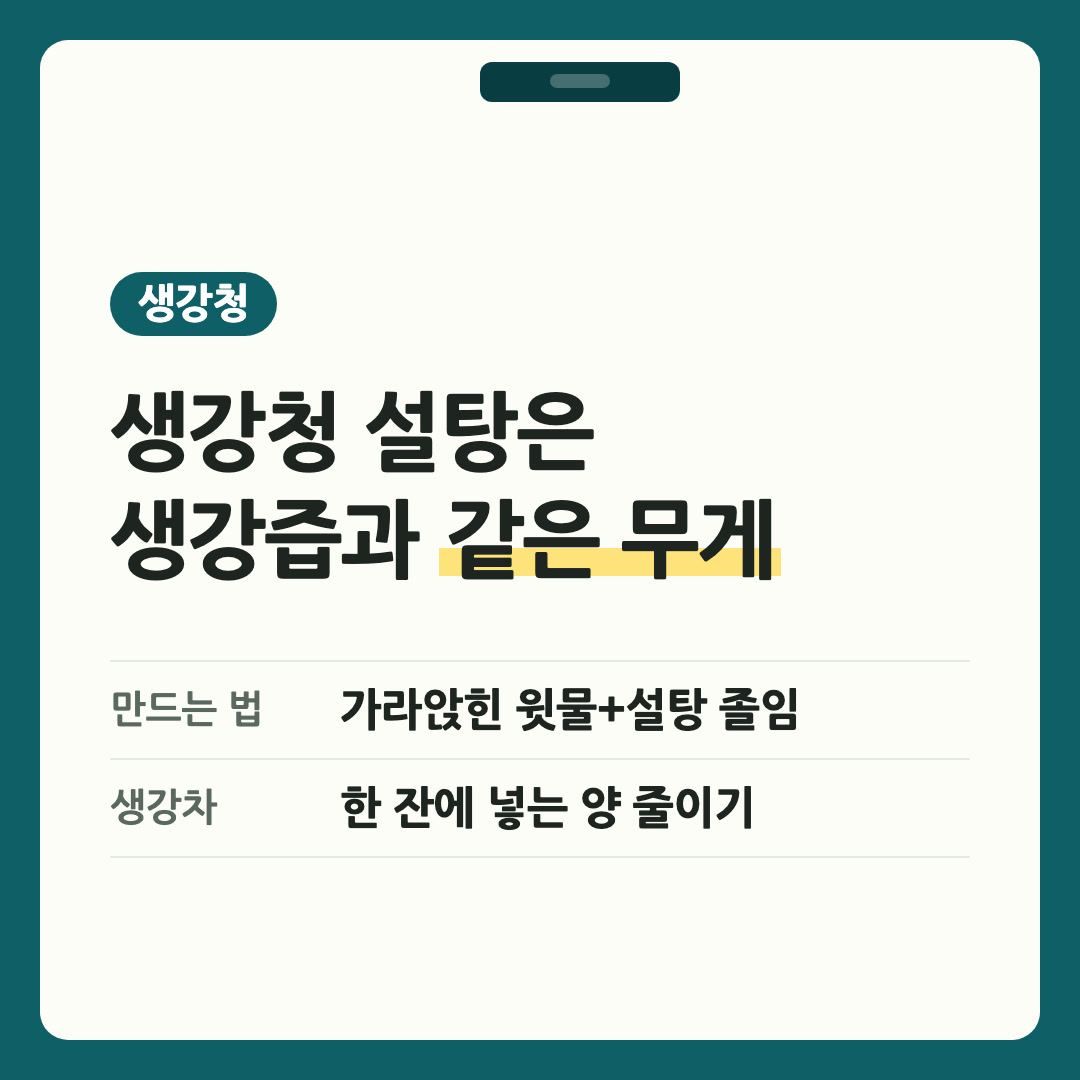 생강청
생강청 설탕은
생강즙과 같은 무게
만드는 법 가라앉힌 윗물+설탕 졸임
생강차 한 잔에 넣는 양 줄이기